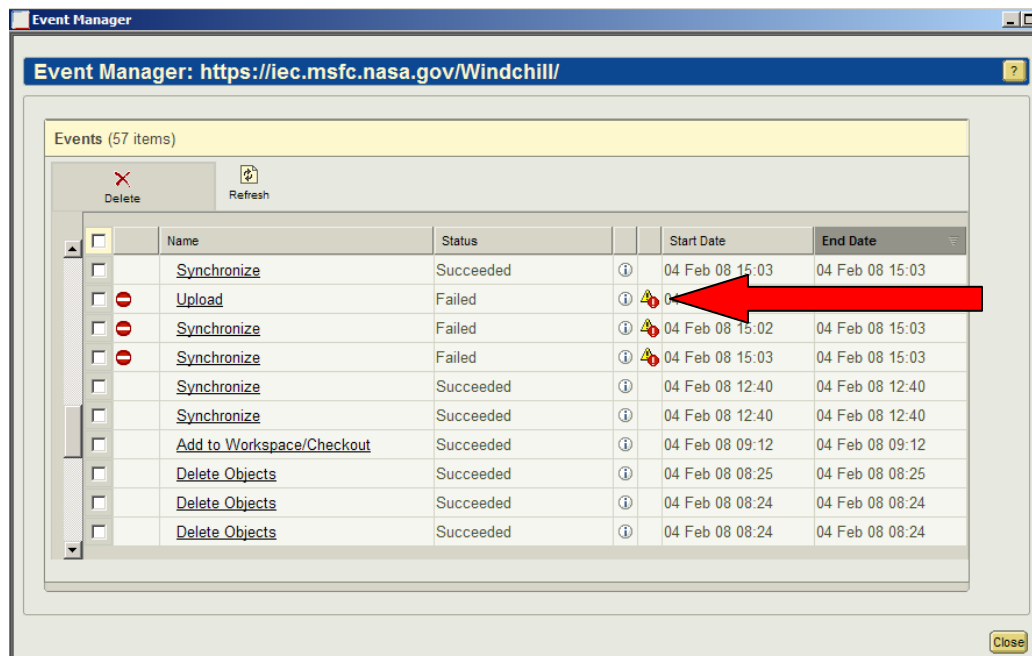 Event Manager
Event Manager: https://iec.msfc.nasa.gov/Windchill/ ?
Events (57 items)
Delete Refresh
Name Status Start Date End Date
Synchronize Succeeded 04 Feb 08 15:03 04 Feb 08 15:03
Upload Failed 04
Synchronize Failed 04 Feb 08 15:02 04 Feb 08 15:03
Synchronize Failed 04 Feb 08 15:03 04 Feb 08 15:03
Synchronize Succeeded 04 Feb 08 12:40 04 Feb 08 12:40
Synchronize Succeeded 04 Feb 08 12:40 04 Feb 08 12:40
Add to Workspace/Checkout Succeeded 04 Feb 08 09:12 04 Feb 08 09:12
Delete Objects Succeeded 04 Feb 08 08:25 04 Feb 08 08:25
Delete Objects Succeeded 04 Feb 08 08:24 04 Feb 08 08:24
Delete Objects Succeeded 04 Feb 08 08:24 04 Feb 08 08:24
Close